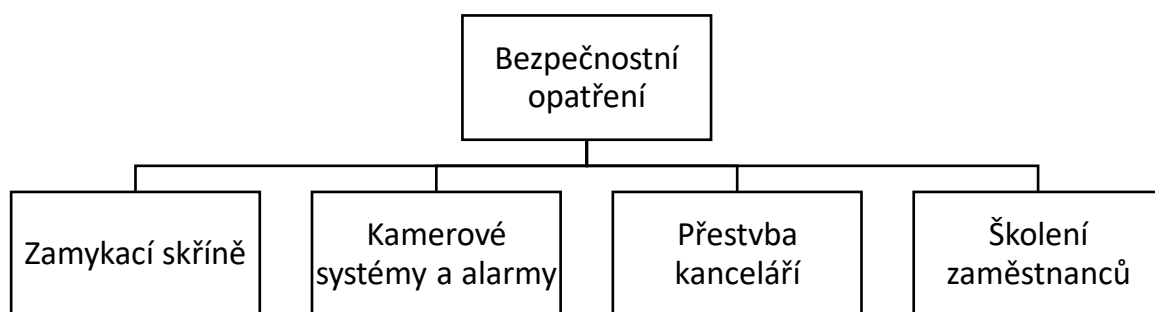 Bezpečnostní
opatření
Zamykací skříně
Kamerové
systémy a alarmy
Přestvba
kanceláří
Školení
zaměstnanců